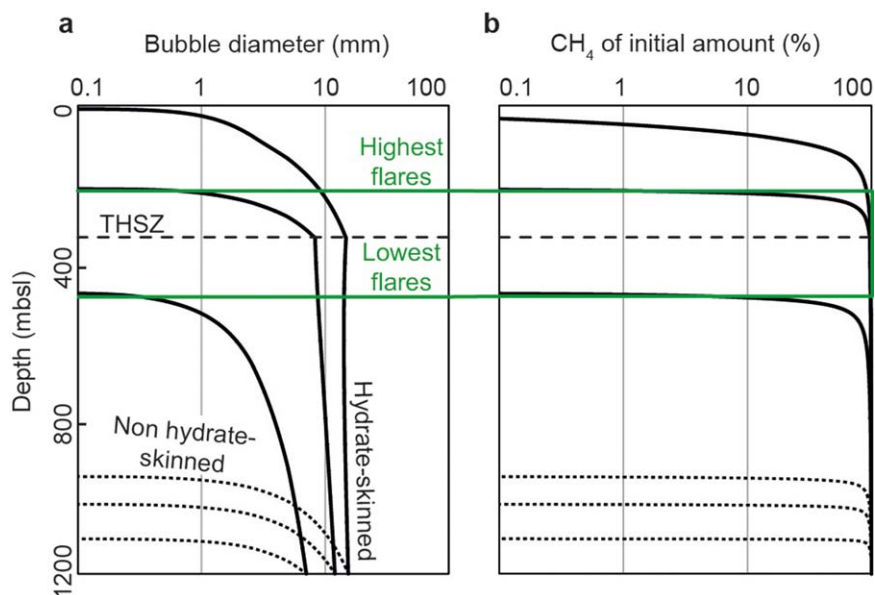 a
Bubble diameter (mm)
0.1 1 10 100
b
CH4 of initial amount (%)
0.1 1 10 100
Depth (mbsl)
0
400
800
1200
Highest
flares
THSZ
Lowest
flares
Non hydrate-
skinned
Hydrate-skinned